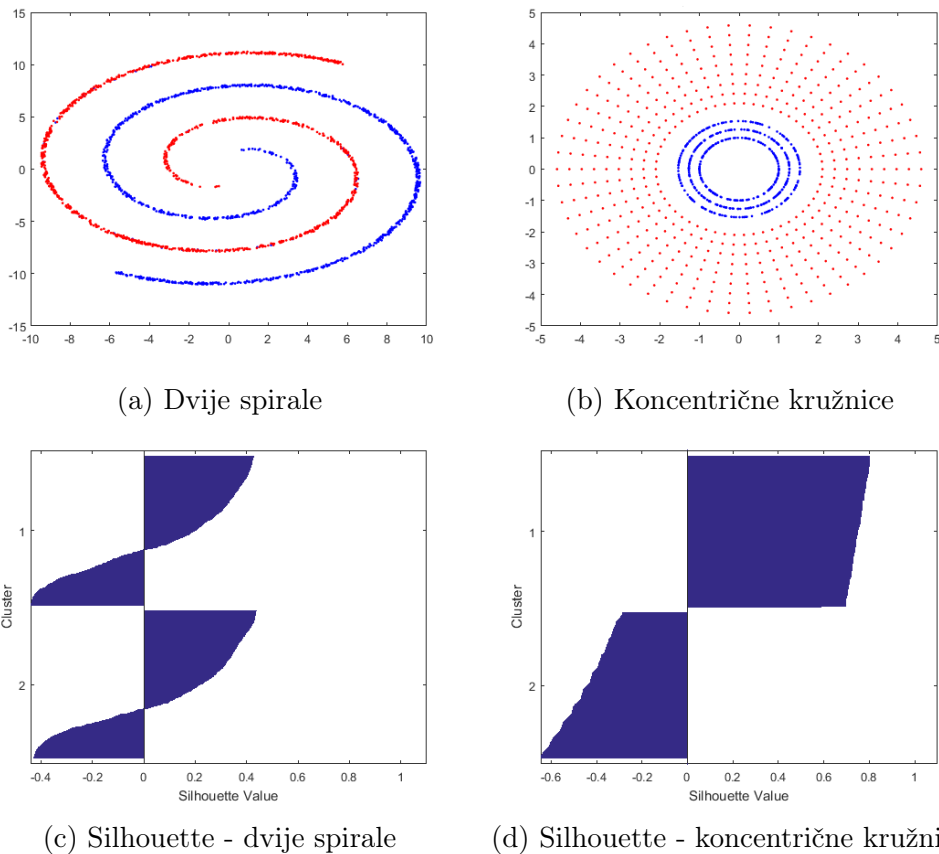 15
10
5
0
-5
-10
-15
-10 -8 -6 -4 -2 0 2 4 6 8 10
5
4
3
2
1
0
-1
-2
-3
-4
-5
-5 -4 -3 -2 -1 0 1 2 3 4 5
(a) Dvije spirale
(b) Koncentrične kružnice
Cluster
1
2
-0.4 -0.2 0 0.2 0.4 0.6 0.8 1
Silhouette Value
Cluster
1
2
-0.6 -0.4 -0.2 0 0.2 0.4 0.6 0.8 1
Silhouette Value
(c) Silhouette - dvije spirale
(d) Silhouette - koncentrične kružni